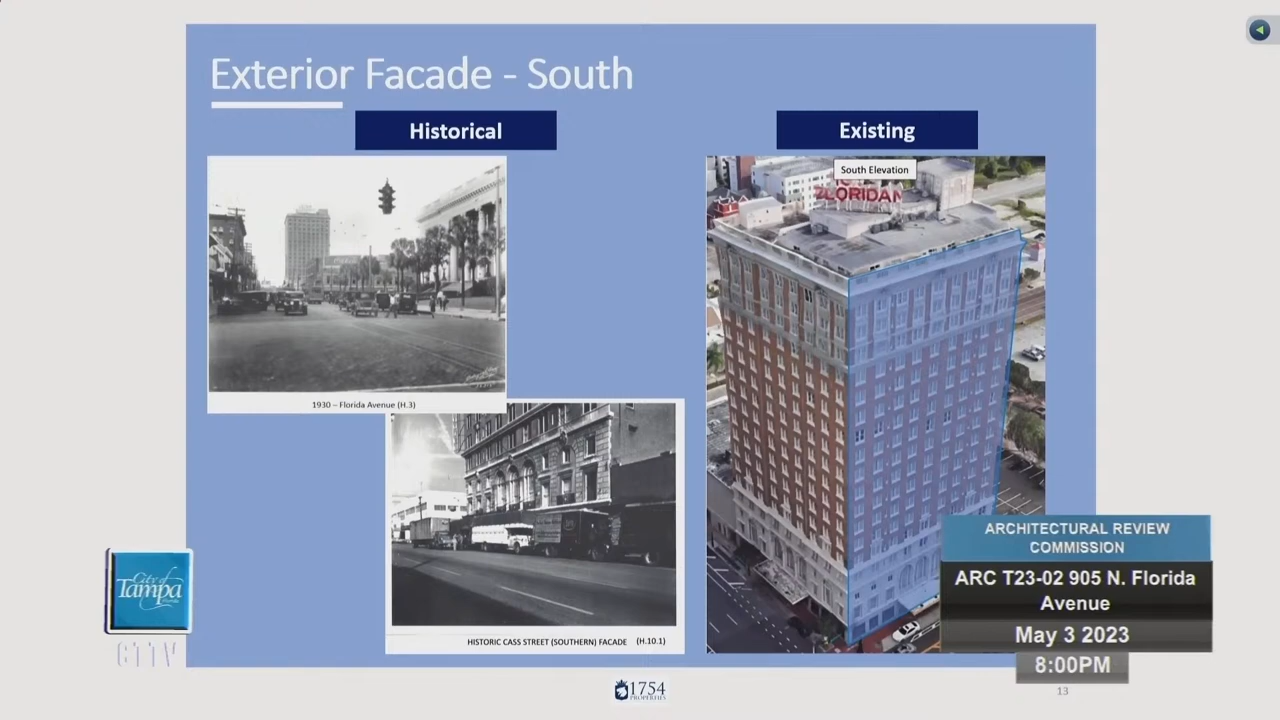 Exterior Facade - South
Historical
Existing
South Elevation
FLORIDAN
1930 – Florida Avenue (H.3)
HISTORIC CASS STREET (SOUTHERN) FACADE (H.10.1)
City of
Tampa
CTTV
ARCHITECTURAL REVIEW
COMMISSION
ARC T23-02 905 N. Florida
Avenue
May 3 2023
8:00PM
1754
PROPERTIES
13